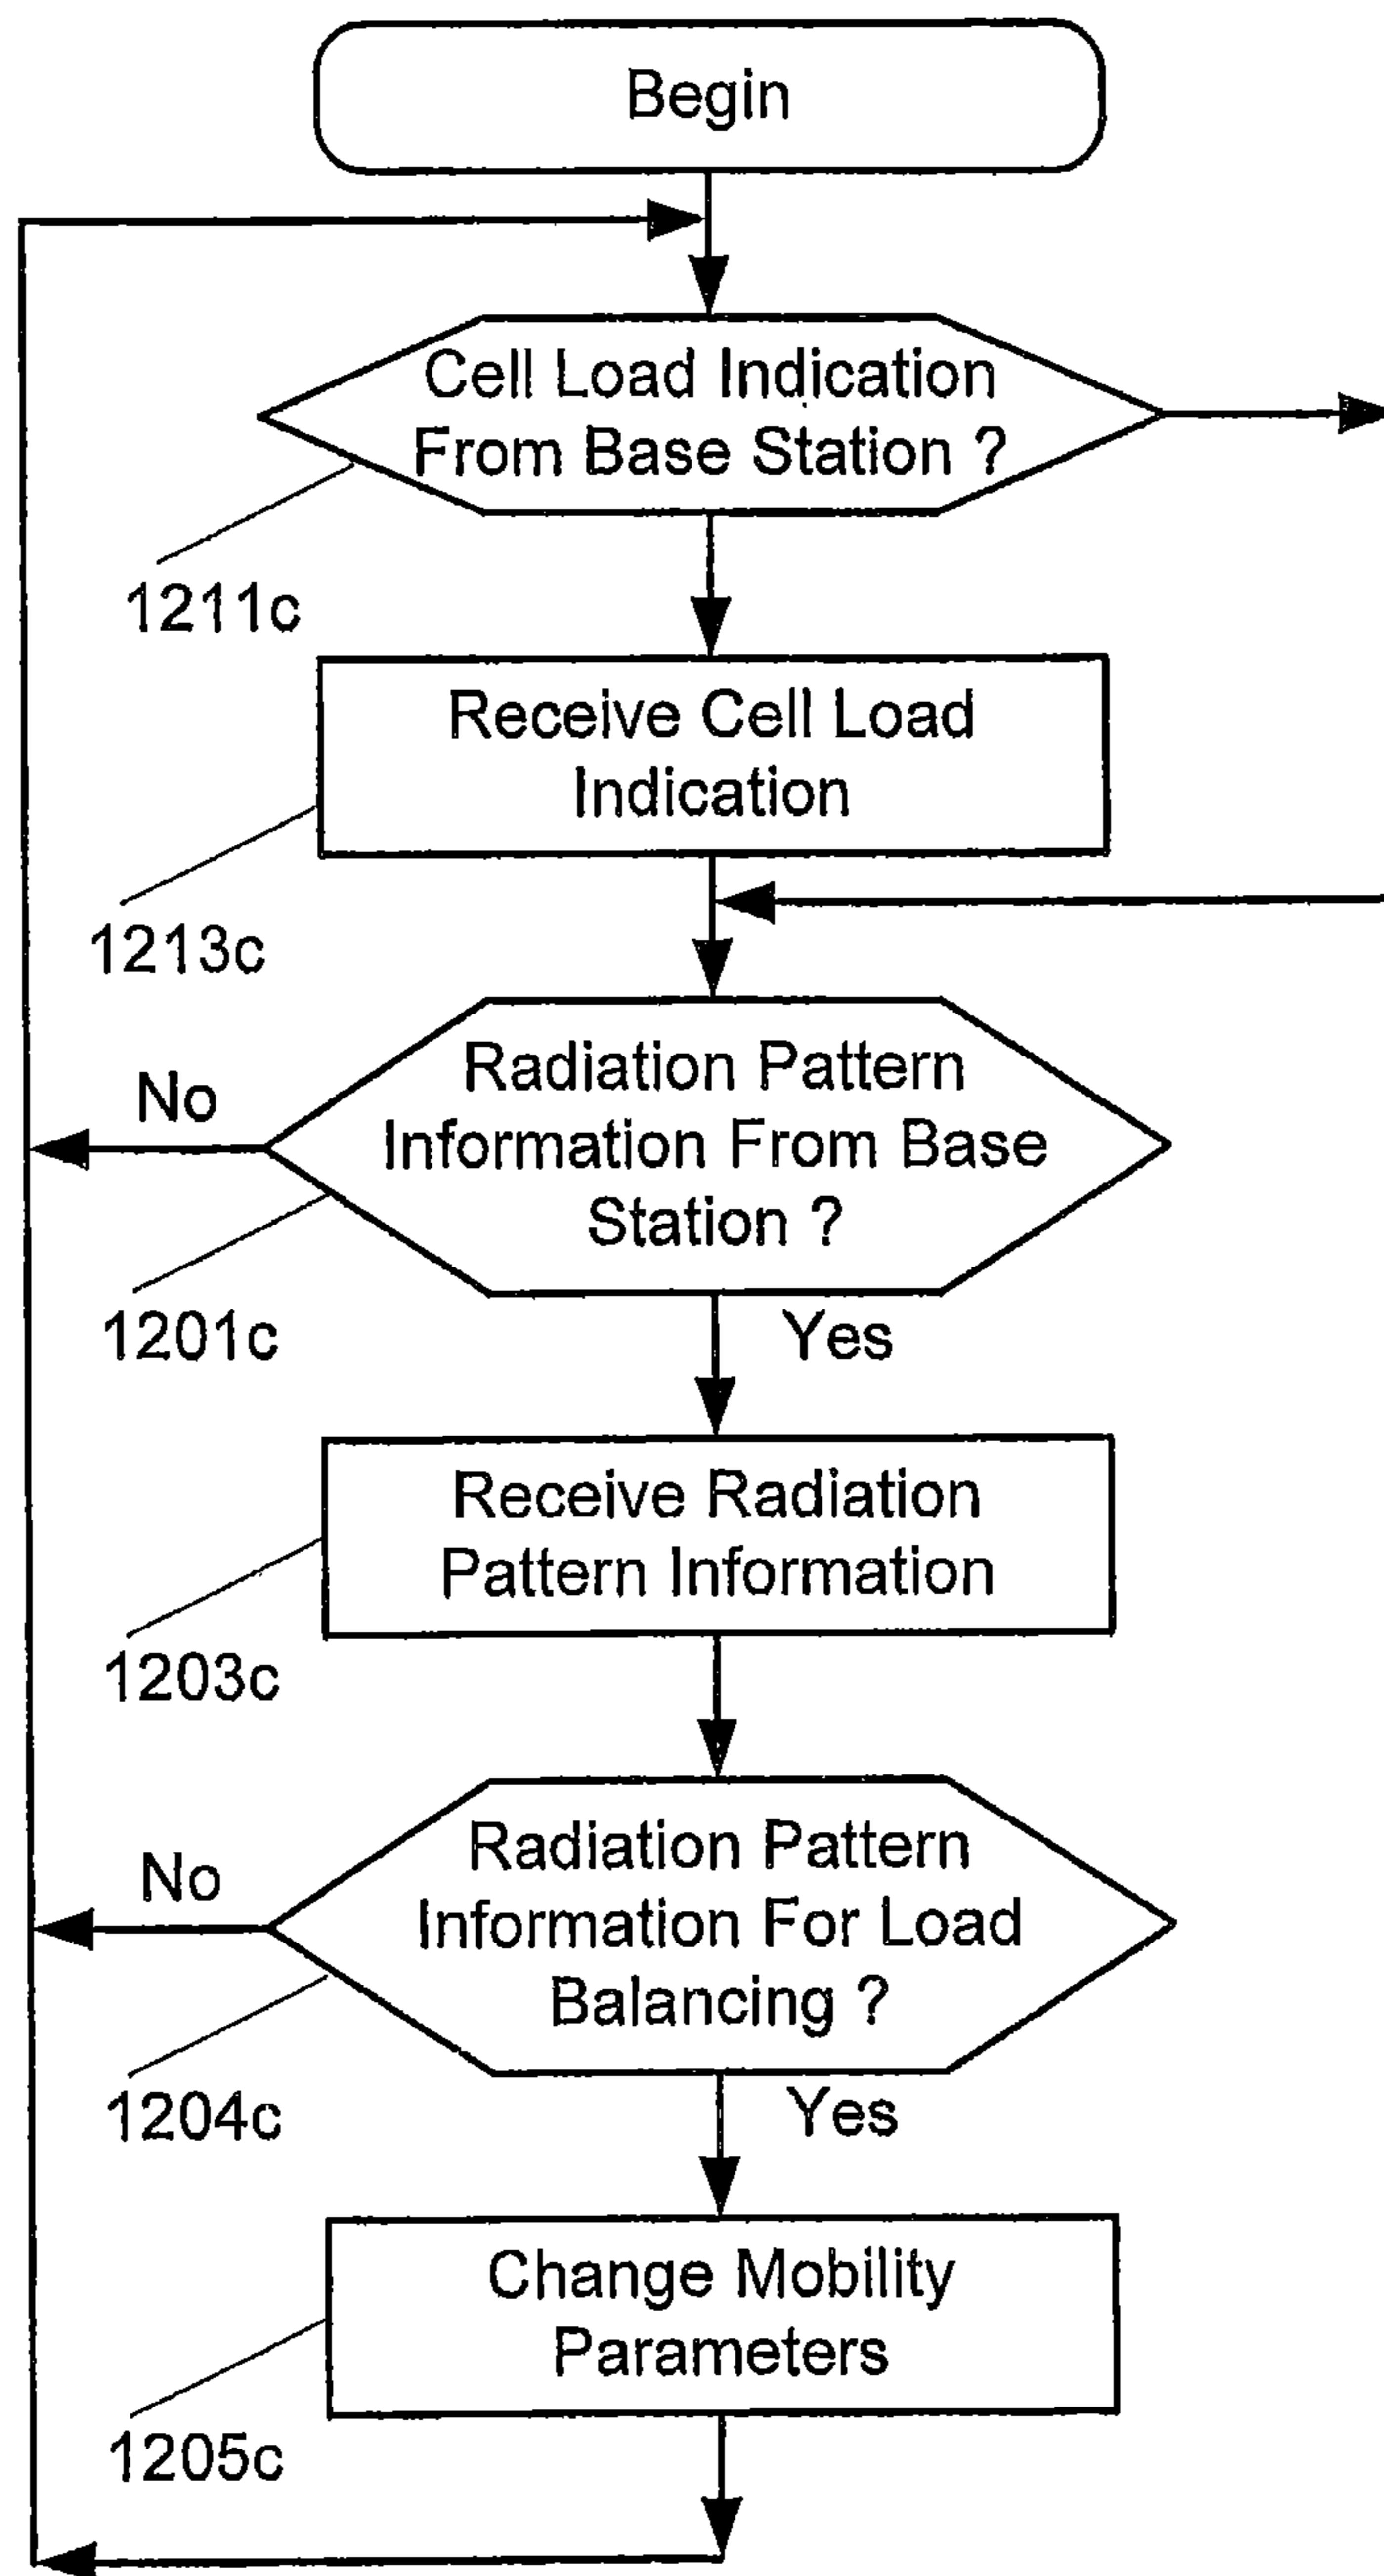 Begin
Cell Load Indication
From Base Station ?
1211c
Receive Cell Load
Indication
1213c
Radiation Pattern
Information From Base
Station ?
No
1201c
Yes
Receive Radiation
Pattern Information
1203c
Radiation Pattern
Information For Load
Balancing ?
No
1204c
Yes
Change Mobility
Parameters
1205c